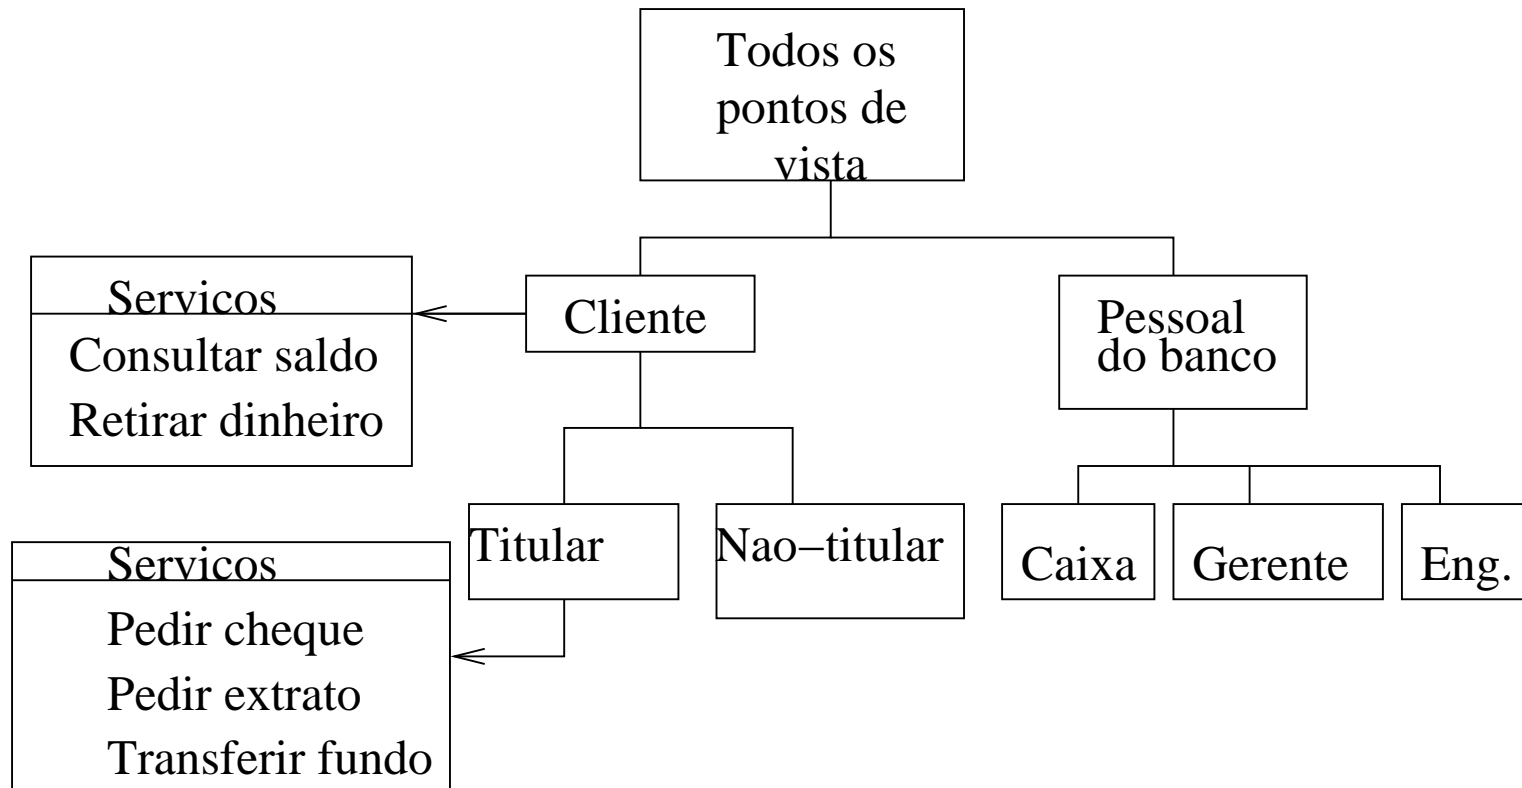 Todos os
pontos de
vista
Servicos
Consultar saldo
Retirar dinheiro
Cliente
Pessoal
do banco
Titular
Nao−titular
Caixa
Gerente
Eng.
Servicos
Pedir cheque
Pedir extrato
Transferir fundo